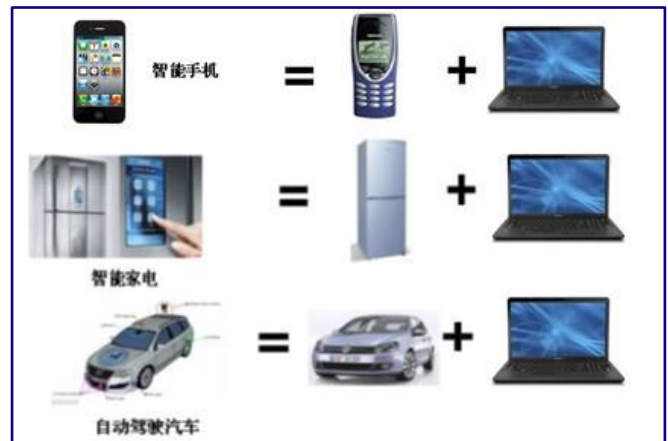 智能手机
=
+
=
+
智能家电
=
+
自动驾驶汽车